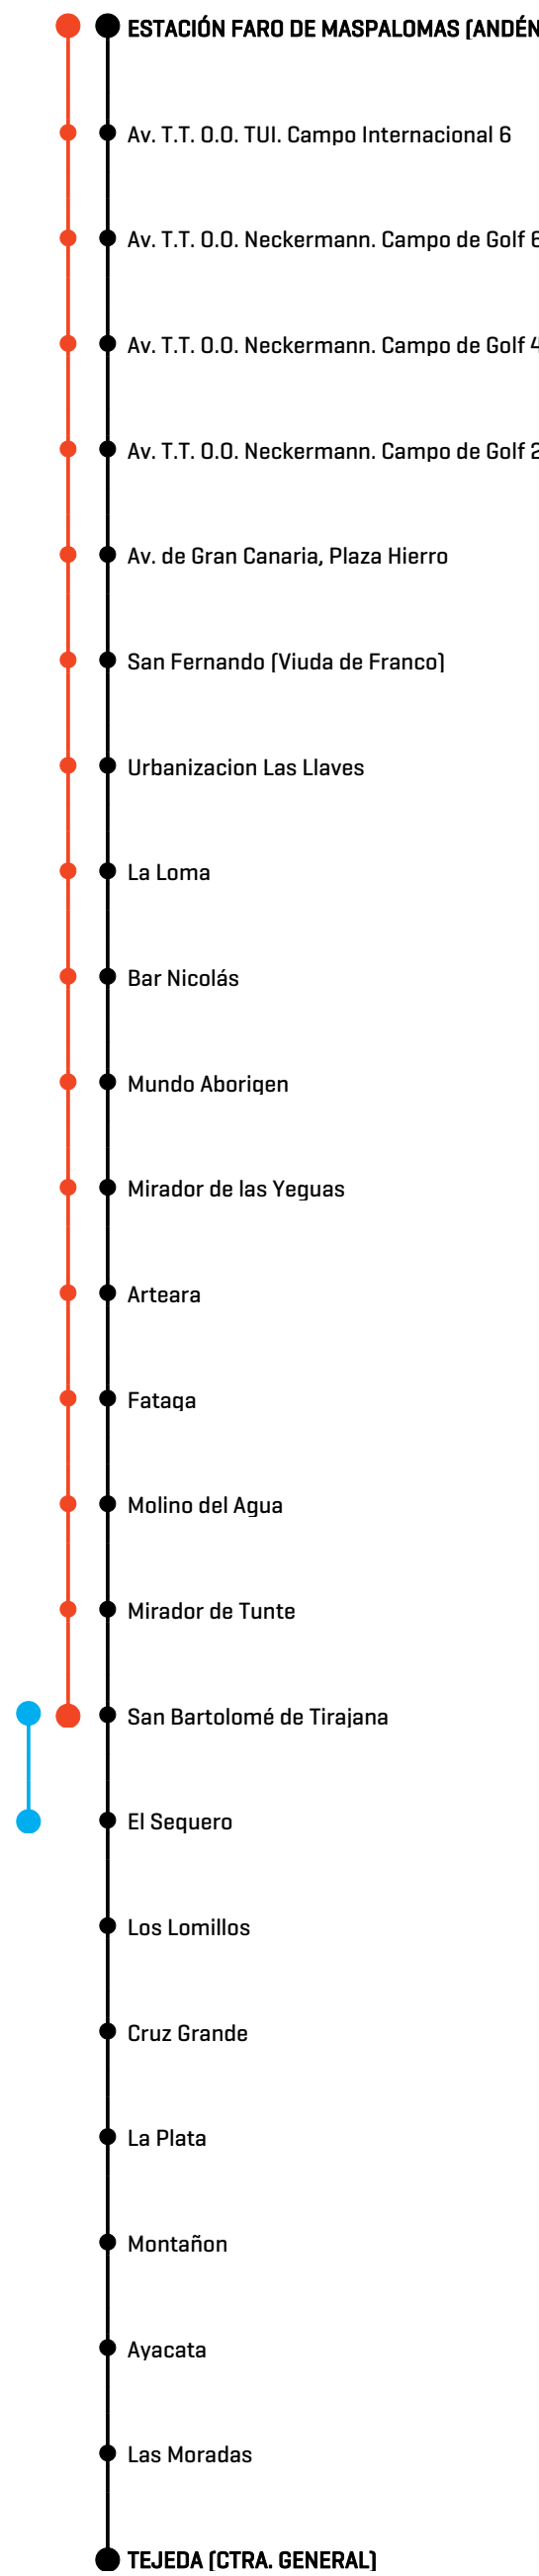 ESTACIÓN FARO DE MASPALOMAS (ANDÉN
Av. T.T. O.O. TUI. Campo Internacional 6
Av. T.T. O.O. Neckermann. Campo de Golf 6
Av. T.T. O.O. Neckermann. Campo de Golf 4
Av. T.T. O.O. Neckermann. Campo de Golf 2
Av. de Gran Canaria, Plaza Hierro
San Fernando (Viuda de Franco)
Urbanizacion Las Llaves
La Loma
Bar Nicolás
Mundo Aborigen
Mirador de las Yeguas
Arteara
Fataga
Molino del Agua
Mirador de Tunte
San Bartolomé de Tirajana
El Sequero
Los Lomillos
Cruz Grande
La Plata
Montañon
Ayacata
Las Moradas
TEJEDA (CTRA. GENERAL)